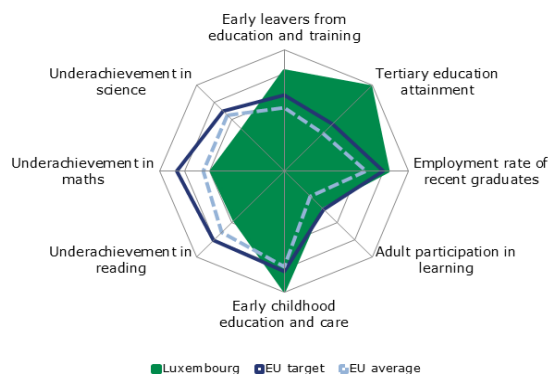 Early leavers from
education and training
Underachievement in
science
Tertiary education
attainment
Underachievement in
maths
Employment rate of
recent graduates
Underachievement in
reading
Adult participation in
learning
Early childhood
education and care
Luxembourg EU target EU average